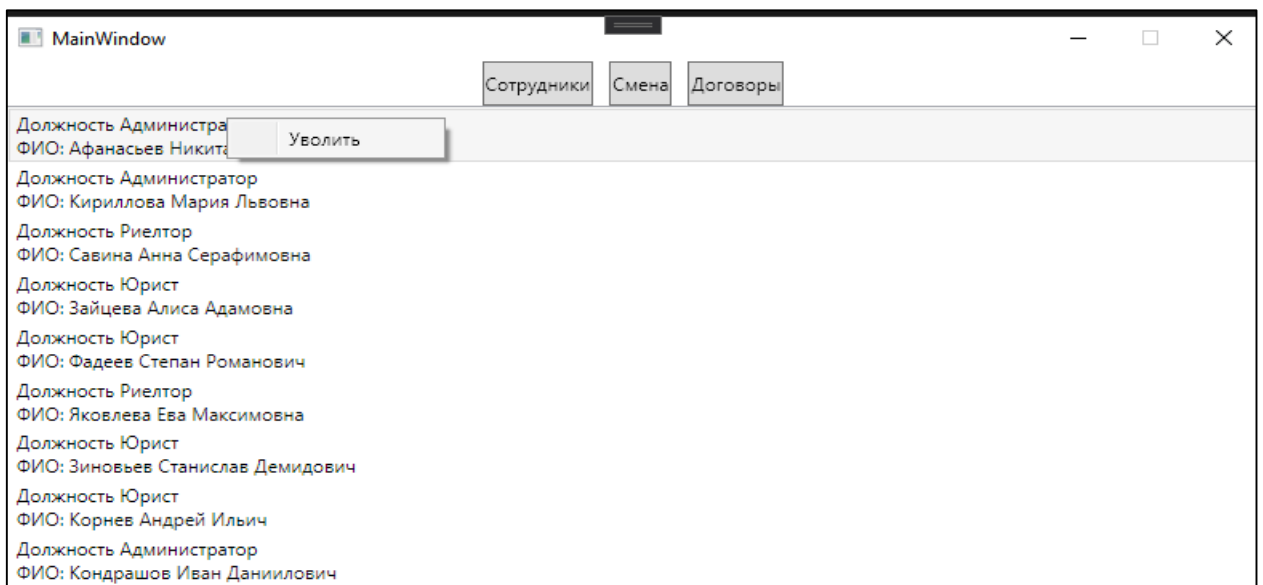 MainWindow
Сотрудники Смена Договоры
Должность Администра
ФИО: Афанасьев Никита
Уволить
Должность Администратор
ФИО: Кириллова Мария Львовна
Должность Риелтор
ФИО: Савина Анна Серафимовна
Должность Юрист
ФИО: Зайцева Алиса Адамовна
Должность Юрист
ФИО: Фадеев Степан Романович
Должность Риелтор
ФИО: Яковлева Ева Максимовна
Должность Юрист
ФИО: Зиновьев Станислав Демидович
Должность Юрист
ФИО: Корнев Андрей Ильич
Должность Администратор
ФИО: Кондрашов Иван Даниилович